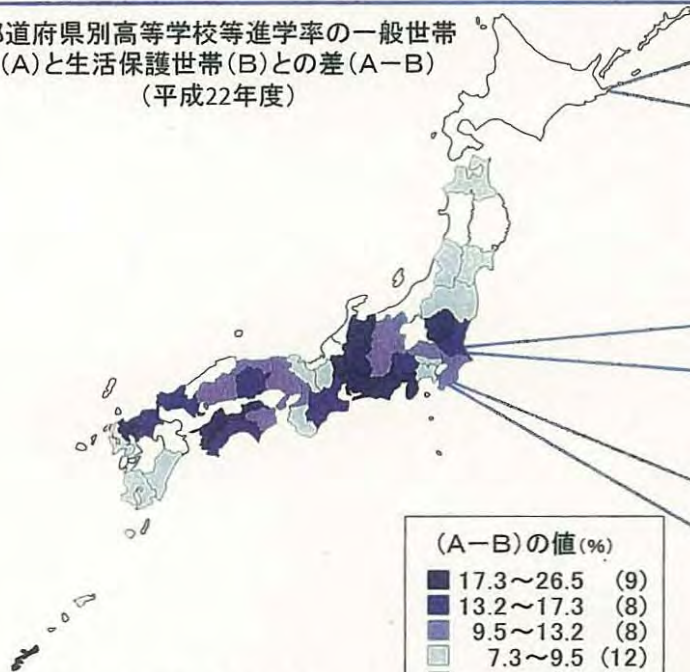 道府県別高等学校等進学率の一般世帯
(A)と生活保護世帯(B)との差(A−B)
(平成22年度)
(A−B)の値(%)
17.3～26.5 (9)
13.2～17.3 (8)
9.5～13.2 (8)
7.3～9.5 (12)